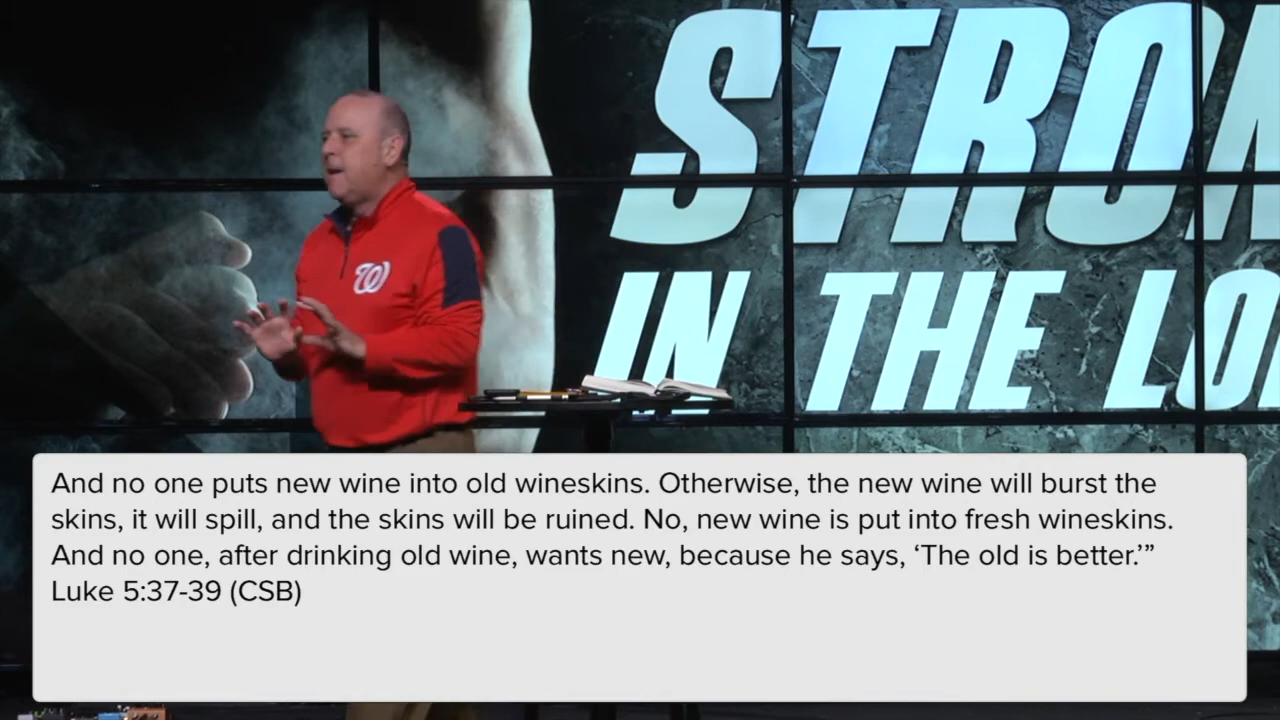 STRON
IN THE LO
W
And no one puts new wine into old wineskins. Otherwise, the new wine will burst the
skins, it will spill, and the skins will be ruined. No, new wine is put into fresh wineskins.
And no one, after drinking old wine, wants new, because he says, ‘The old is better.’”
Luke 5:37-39 (CSB)